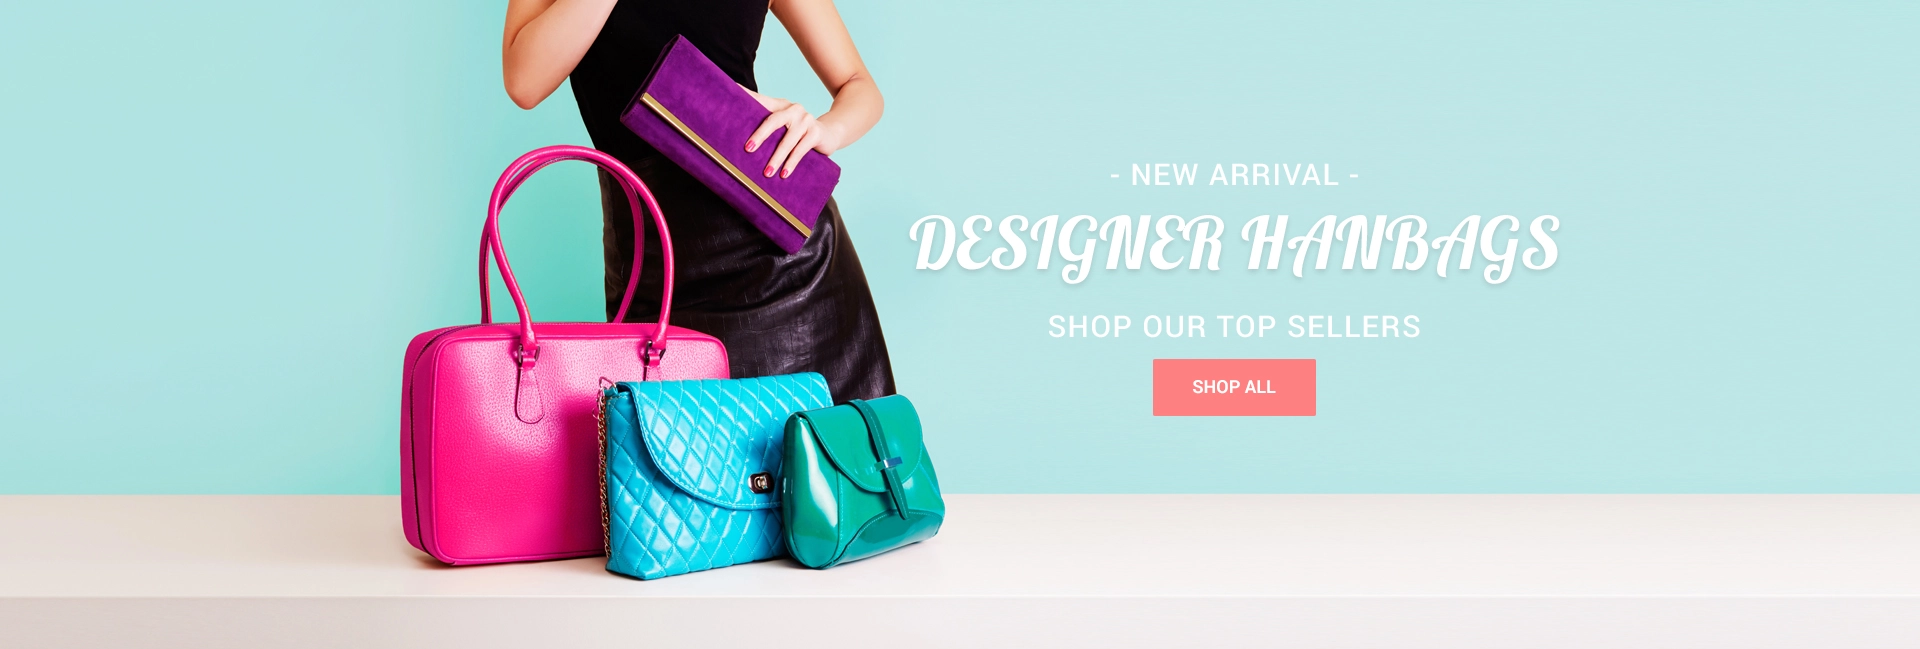 - NEW ARRIVAL -
DESIGNER HANBAGS
SHOP OUR TOP SELLERS
SHOP ALL